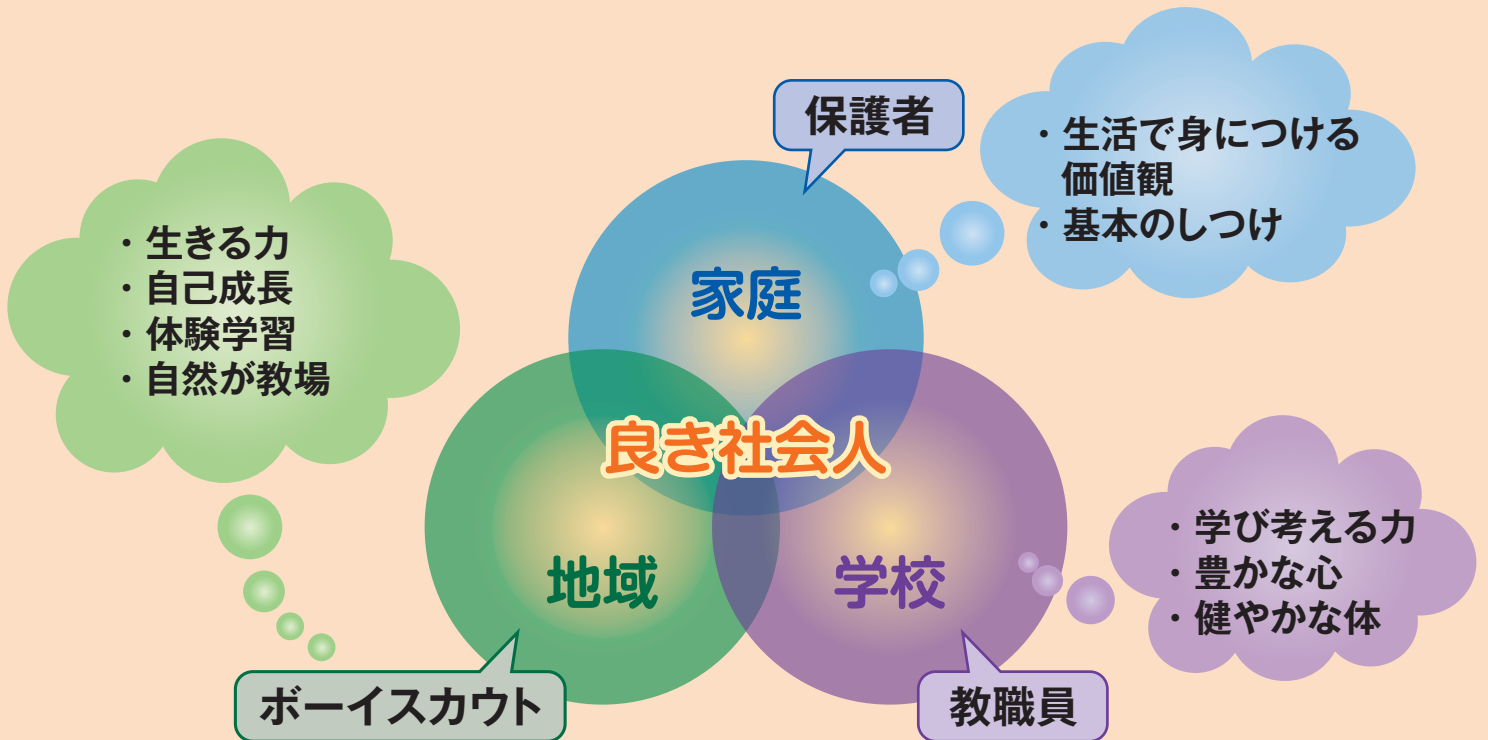 保護者
・生活で身につける
価値観
・基本のしつけ
・生きる力
・自己成長
・体験学習
・自然が教場
家庭
良き社会人
地域
学校
・学び考える力
・豊かな心
・健やかな体
ボーイスカウト
教職員